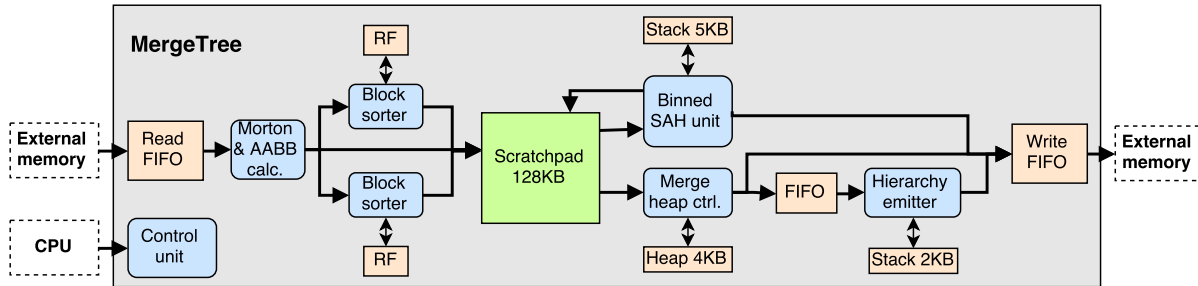 MergeTree
RF
Stack 5KB
Block
sorter
Binned
SAH unit
External
memory
Read
FIFO
Morton
& AABB
calc.
Scratchpad
128KB
Write
FIFO
External
memory
Block
sorter
Merge
heap ctrl.
FIFO
Hierarchy
emitter
CPU
Control
unit
RF
Heap 4KB
Stack 2KB